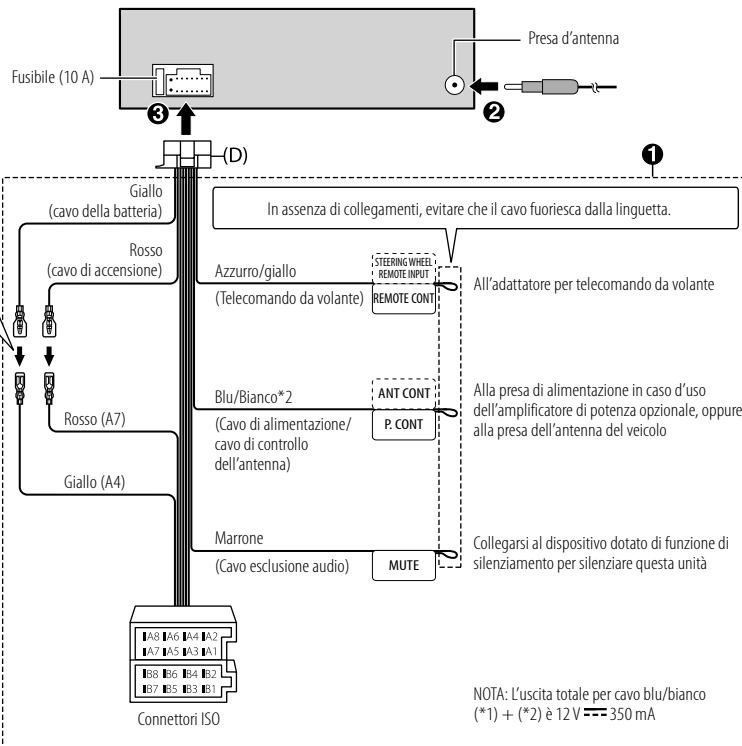 Presa d'antenna
Fusibile (10 A)
3
2
(D)
1
Giallo
(cavo della batteria)
In assenza di collegamenti, evitare che il cavo fuoriesca dalla linguetta.
Rosso
(cavo di accensione)
Azzurro/giallo
(Telecomando da volante)
STEERING WHEEL
REMOTE INPUT
REMOTE CONT
All'adattatore per telecomando da volante
Blu/Bianco*2
(Cavo di alimentazione/
cavo di controllo
dell'antenna)
ANT CONT
P. CONT
Alla presa di alimentazione in caso d'uso
dell'amplificatore di potenza opzionale, oppure
alla presa dell'antenna del veicolo
Rosso (A7)
Giallo (A4)
Marrone
(Cavo esclusione audio)
MUTE
Collegarsi al dispositivo dotato di funzione di
silenziamento per silenziare questa unità
A8 A6 A4 A2
A7 A5 A3 A1
B8 B6 B4 B2
B7 B5 B3 B1
Connettori ISO
NOTA: L'uscita totale per cavo blu/bianco
(*1) + (*2) è 12 V ⎓ 350 mA